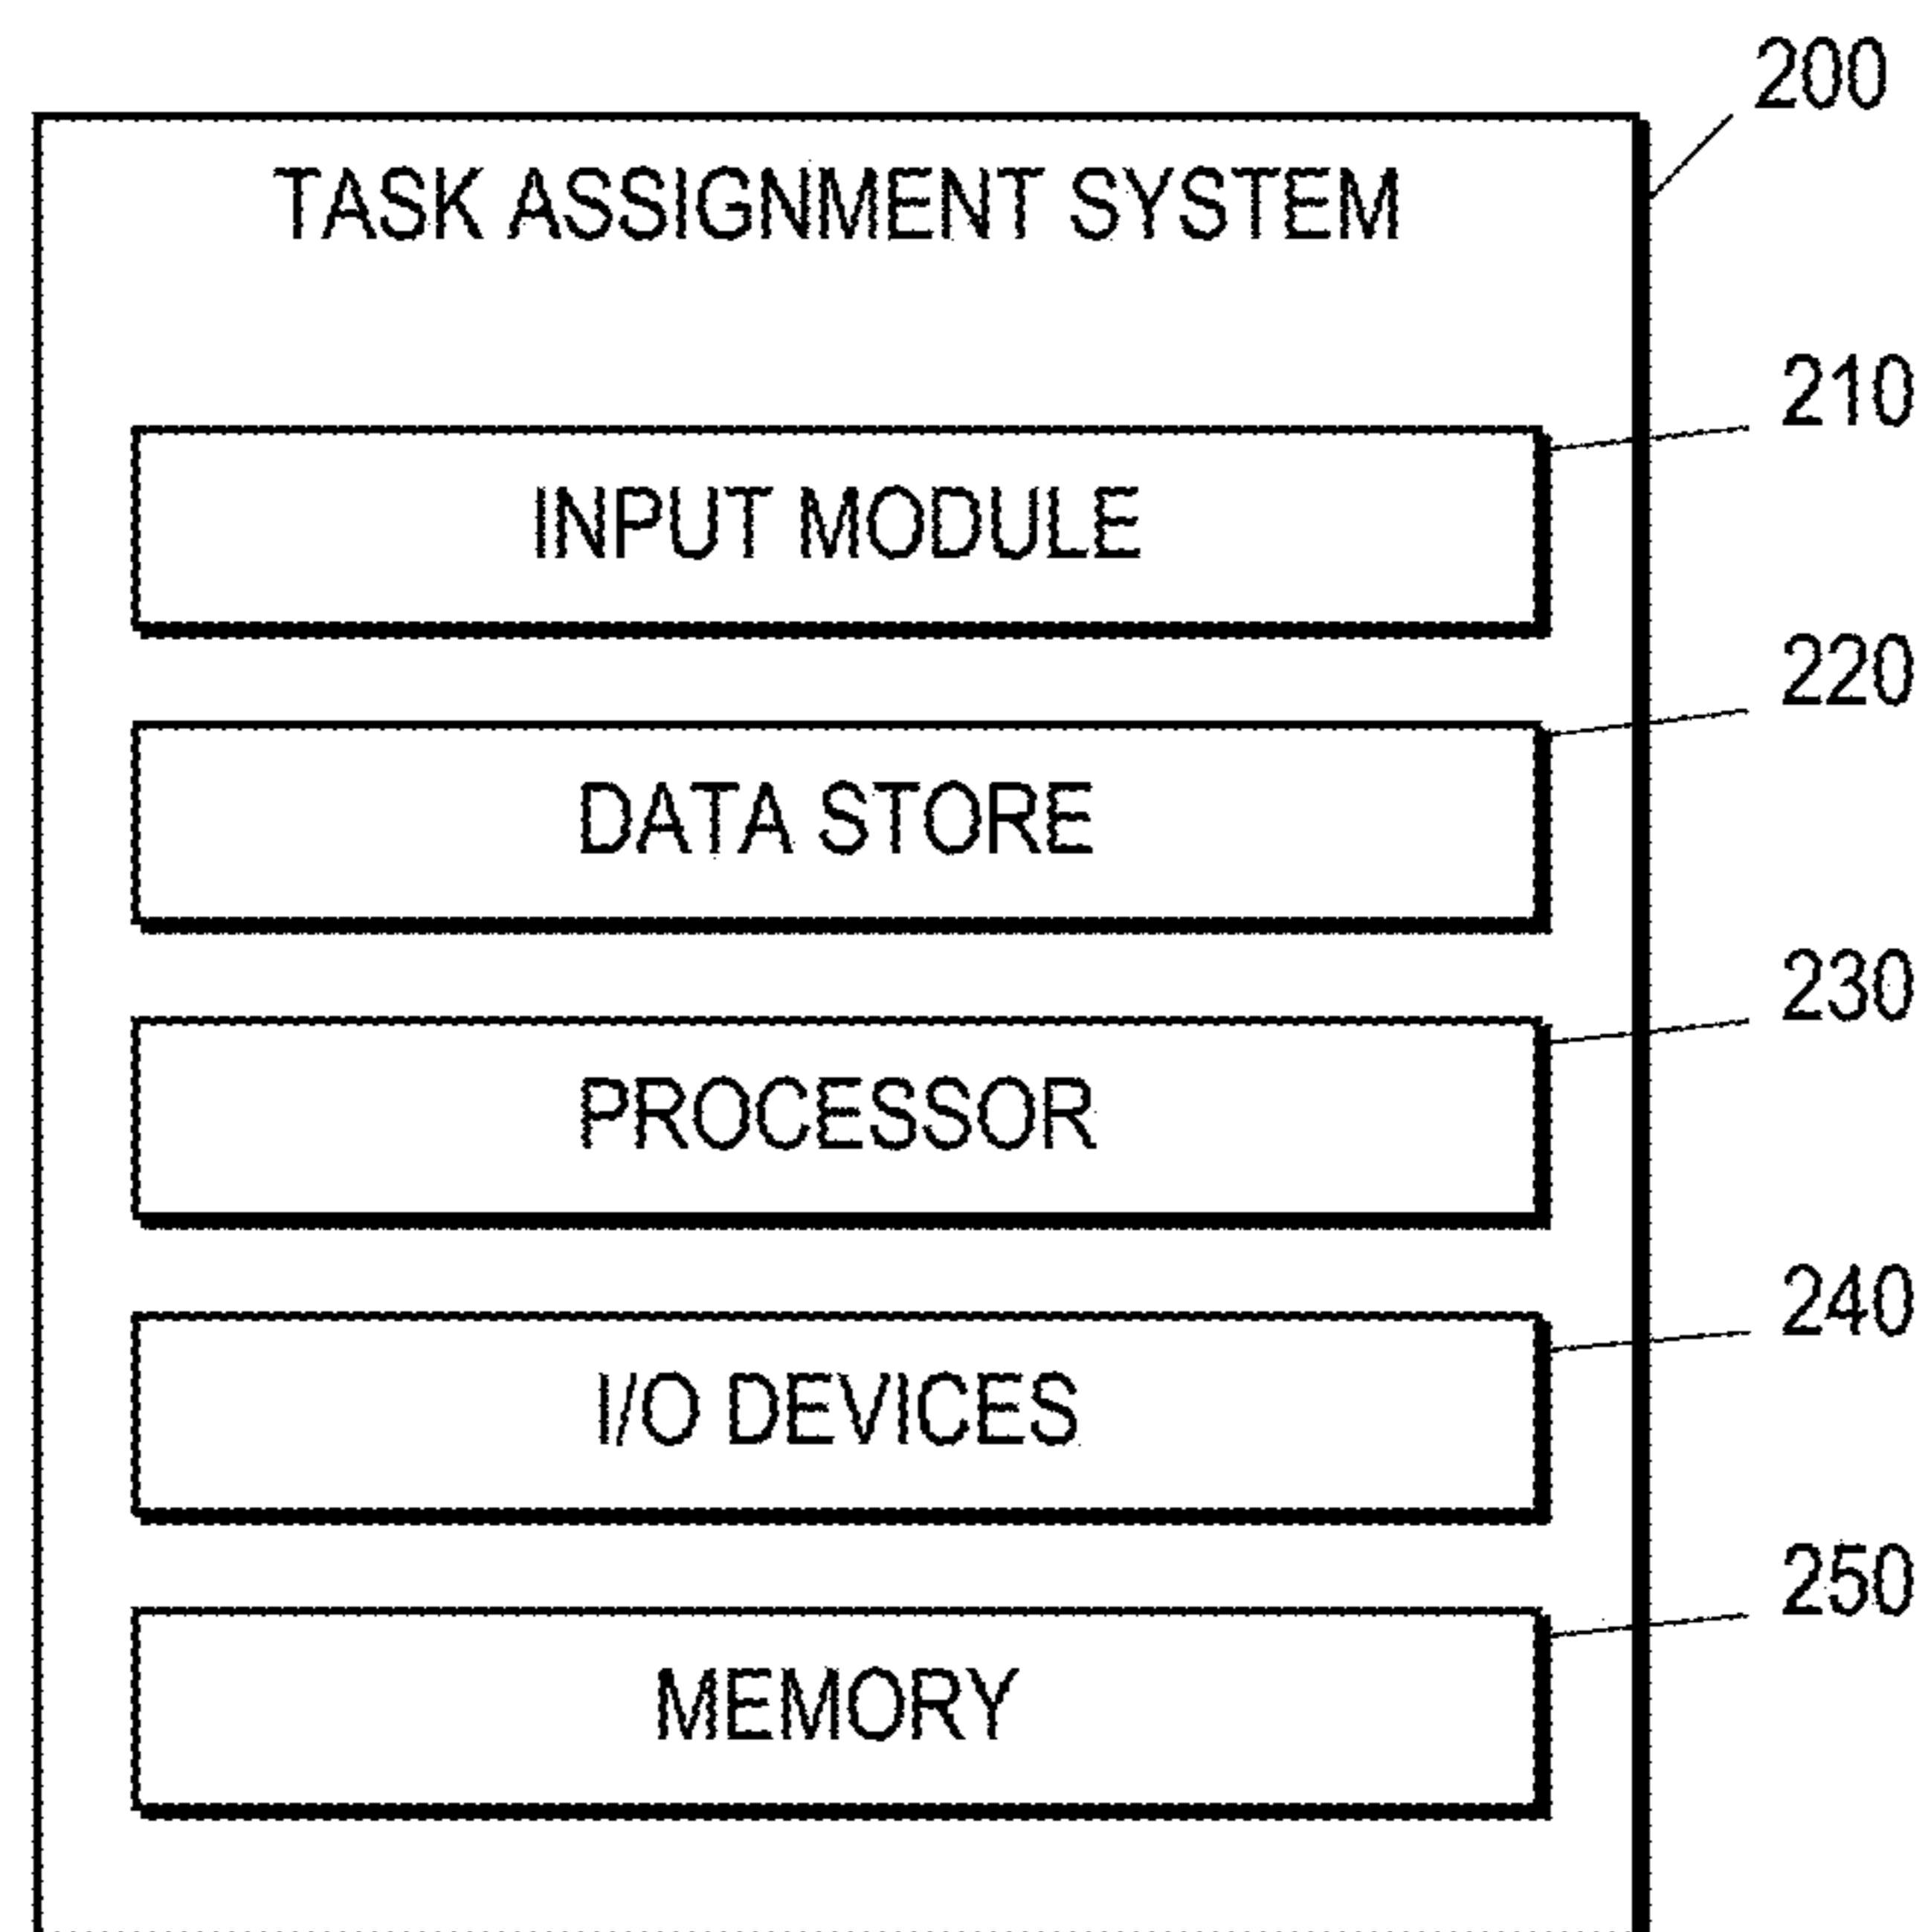 200
TASK ASSIGNMENT SYSTEM
210
INPUT MODULE
220
DATA STORE
230
PROCESSOR
240
I/O DEVICES
250
MEMORY